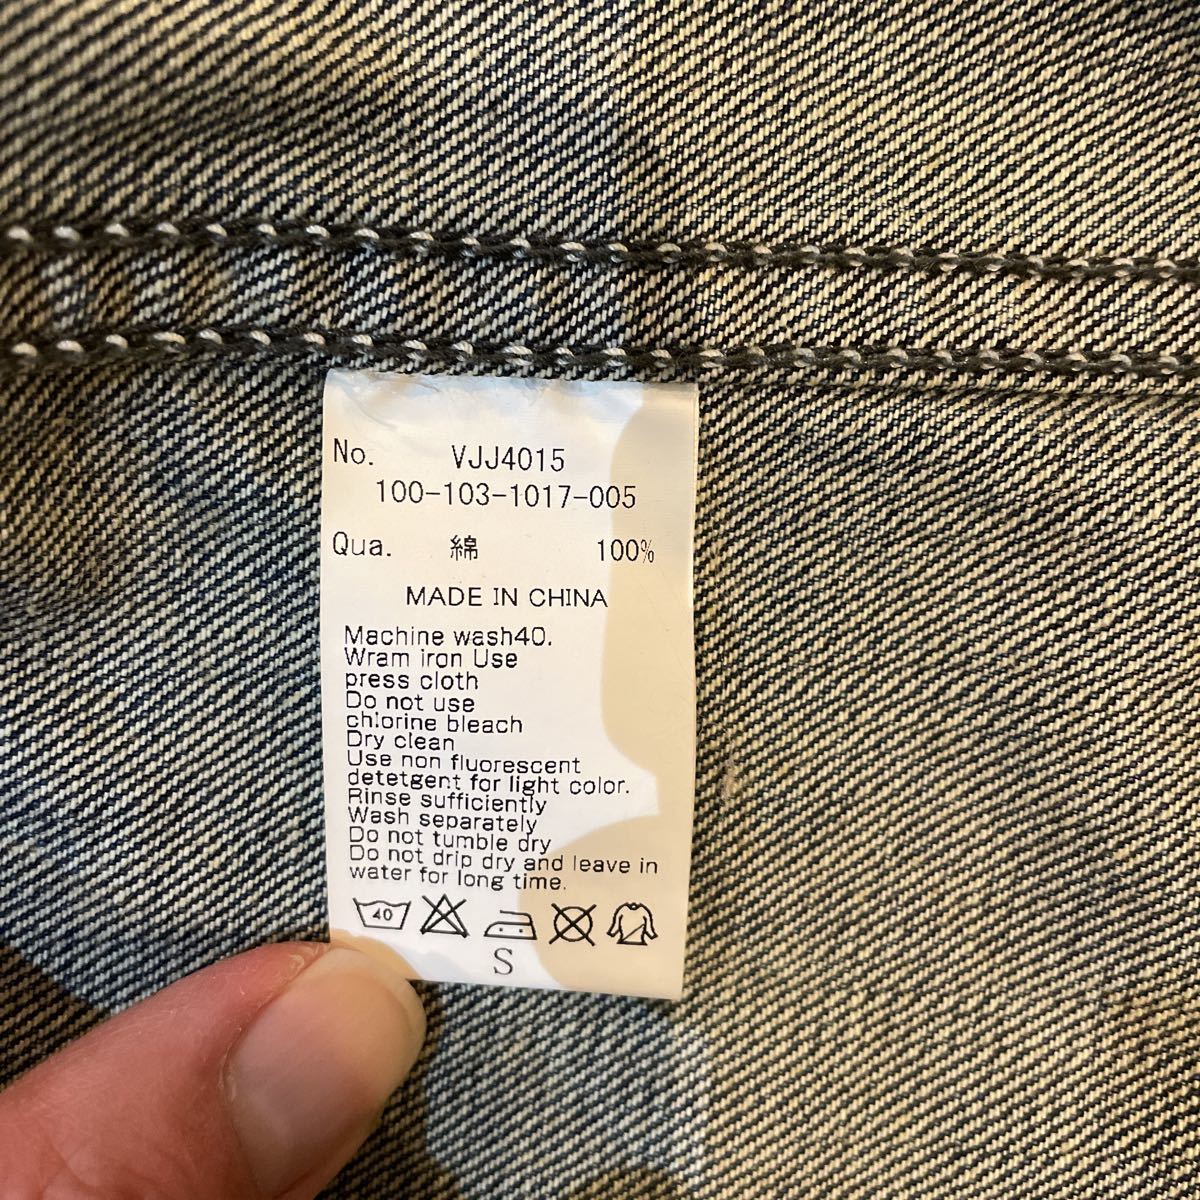 No. VJJ4015
100-103-1017-005
Qua. 綿 100%
MADE IN CHINA
Machine wash40.
Wram iron Use
press cloth
Do not use
chlorine bleach
Dry clean
Use non fluorescent
detetgent for light color.
Rinse sufficiently
Wash separately
Do not tumble dry
Do not drip dry and leave in
water for long time.
40
S